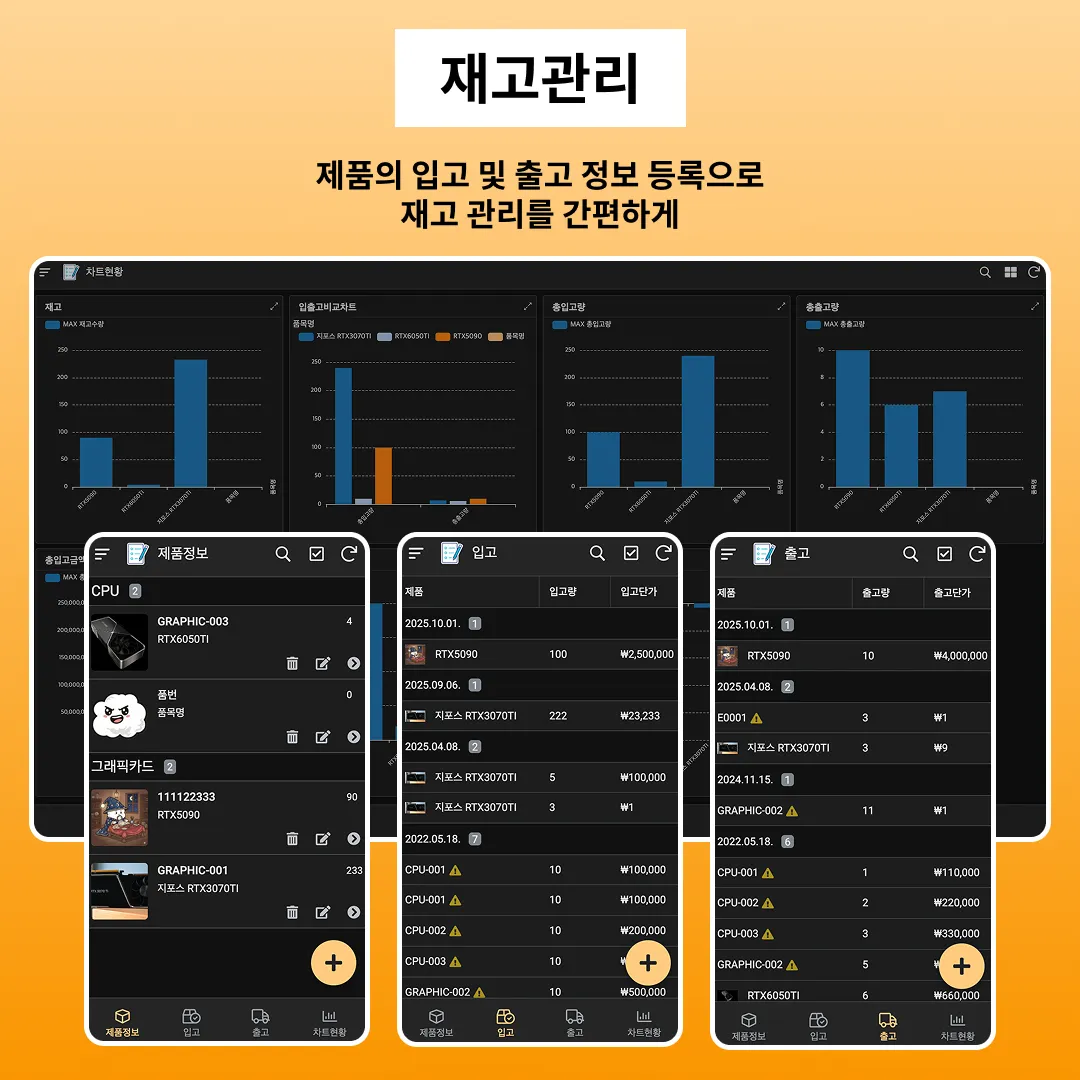 재고관리
제품의 입고 및 출고 정보 등록으로
재고 관리를 간편하게
차트현황
재고
MAX 재고수량
250
200
150
100
50
0
RTX5090
RTX6050TI
지포스 RTX3070TI
품목명
품목명
입출고비교차트
품목명
지포스 RTX3070TI RTX6050TI RTX5090 품목명
250
200
150
100
50
0
총입고량
총출고량
총입고량
MAX 총입고량
250
200
150
100
50
0
RTX5090
RTX6050TI
지포스 RTX3070TI
품목명
품목명
총출고량
MAX 총출고량
10
8
6
4
2
0
RTX5090
RTX6050TI
지포스 RTX3070TI
품목명
품목명
총입고금액
MAX 총
250,000,0
200,000,0
150,000,0
100,000,0
50,000,0
제품정보
CPU 2
GRAPHIC-003 4
RTX6050TI
품번 0
품목명
그래픽카드 2
111122333 90
RTX5090
GRAPHIC-001 233
지포스 RTX3070TI
제품정보 입고 출고 차트현황
입고
제품 입고량 입고단가
2025.10.01. 1
RTX5090 100 ₩2,500,000
2025.09.06. 1
지포스 RTX3070TI 222 ₩23,233
2025.04.08. 2
지포스 RTX3070TI 5 ₩100,000
지포스 RTX3070TI 3 ₩1
2022.05.18. 7
CPU-001 10 ₩100,000
CPU-001 10 ₩100,000
CPU-002 10 ₩200,000
CPU-003 10 ₩
GRAPHIC-002 10 ₩500,000
제품정보 입고 출고 차트현황
출고
제품 출고량 출고단가
2025.10.01. 1
RTX5090 10 ₩4,000,000
2025.04.08. 2
E0001 3 ₩1
지포스 RTX3070TI 3 ₩9
2024.11.15. 1
GRAPHIC-002 11 ₩1
2022.05.18. 6
CPU-001 1 ₩110,000
CPU-002 2 ₩220,000
CPU-003 3 ₩330,000
GRAPHIC-002 5 ₩
RTX6050TI 6 ₩660,000
제품정보 입고 출고 차트현황